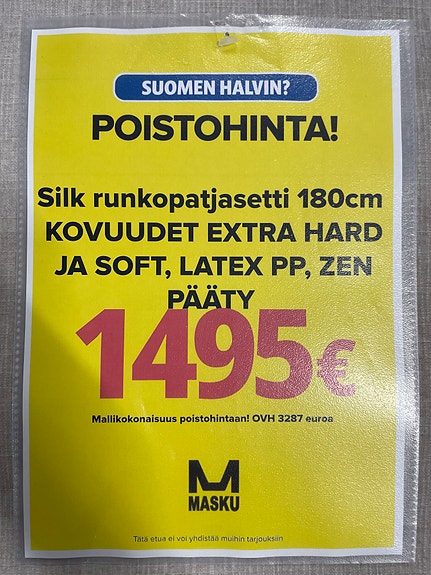 SUOMEN HALVIN?
POISTOHINTA!
Silk runkopatjasetti 180cm
KOVUUDET EXTRA HARD
JA SOFT, LATEX PP, ZEN
PÄÄTY
1495€
Mallikokonaisuus poistohintaan! OVH 3287 euroa
MASKU
Tätä etua ei voi yhdistää muihin tarjouksiin